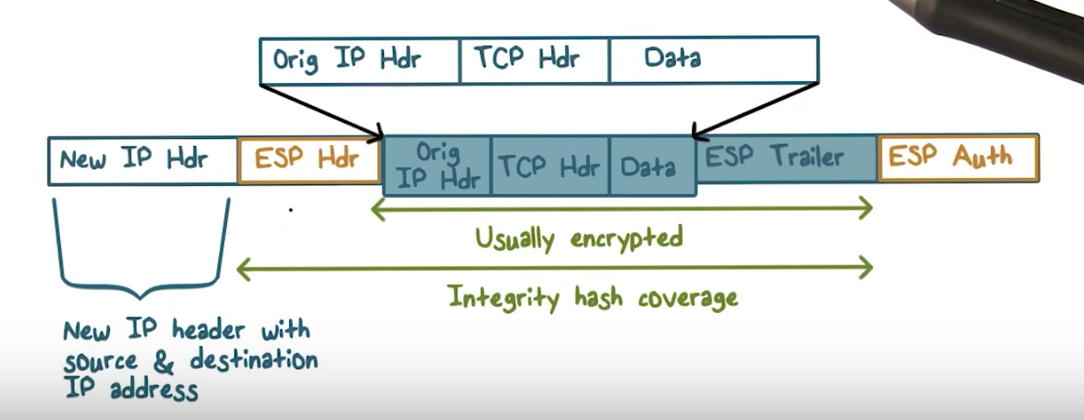 Orig IP Hdr TCP Hdr Data
New IP Hdr ESP Hdr Orig IP Hdr TCP Hdr Data ESP Trailer ESP Auth
Usually encrypted
Integrity hash coverage
New IP header with
source & destination
IP address